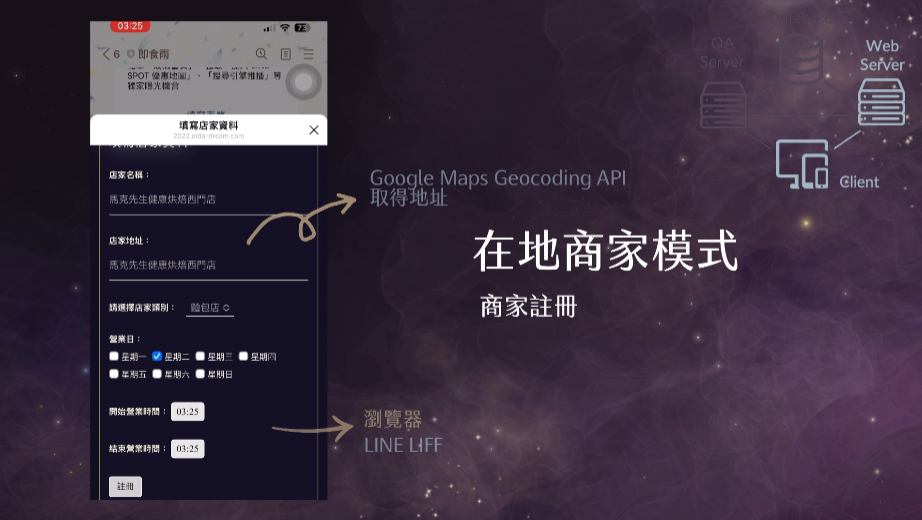 03:25
73
6 即食雨
SPOT 優惠地圖」、「搜尋引擎推播」等
獨家曝光機會
填寫店家資料
2022.dida-dream.com
店家名稱：
馬克先生健康烘焙西門店
店家地址：
馬克先生健康烘焙西門店
請選擇店家類別： 麵包店
營業日：
星期一 星期二 星期三 星期四
星期五 星期六 星期日
開始營業時間： 03:25
結束營業時間： 03:25
註冊
Google Maps Geocoding API
取得地址
瀏覽器
LINE LIFF
在地商家模式
商家註冊
OA
Server
Web
Server
Client